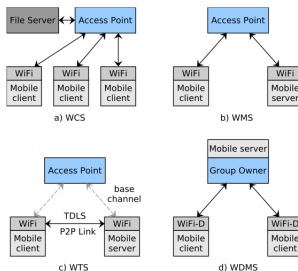 File Server
Access Point
WiFi
WiFi
WiFi
Mobile
client
Mobile
client
Mobile
client
a) WCS
Access Point
WiFi
WiFi
Mobile
client
Mobile
server
b) WMS
Access Point
base
channel
WiFi
TDLS
WiFi
P2P Link
Mobile
client
Mobile
server
c) WTS
Mobile server
Group Owner
WiFi-D
WiFi-D
Mobile
client
Mobile
client
d) WDMS